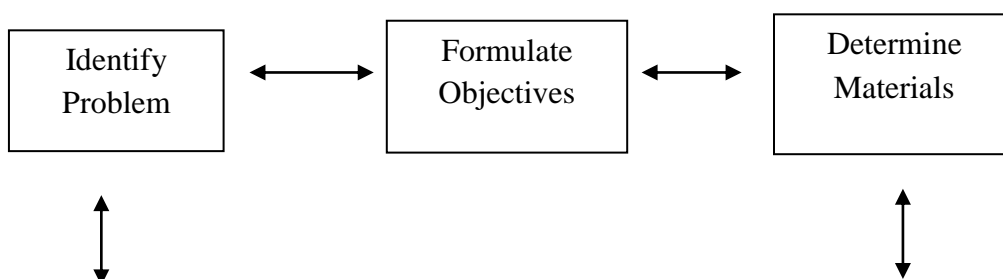 Identify
Problem
Formulate
Objectives
Determine
Materials